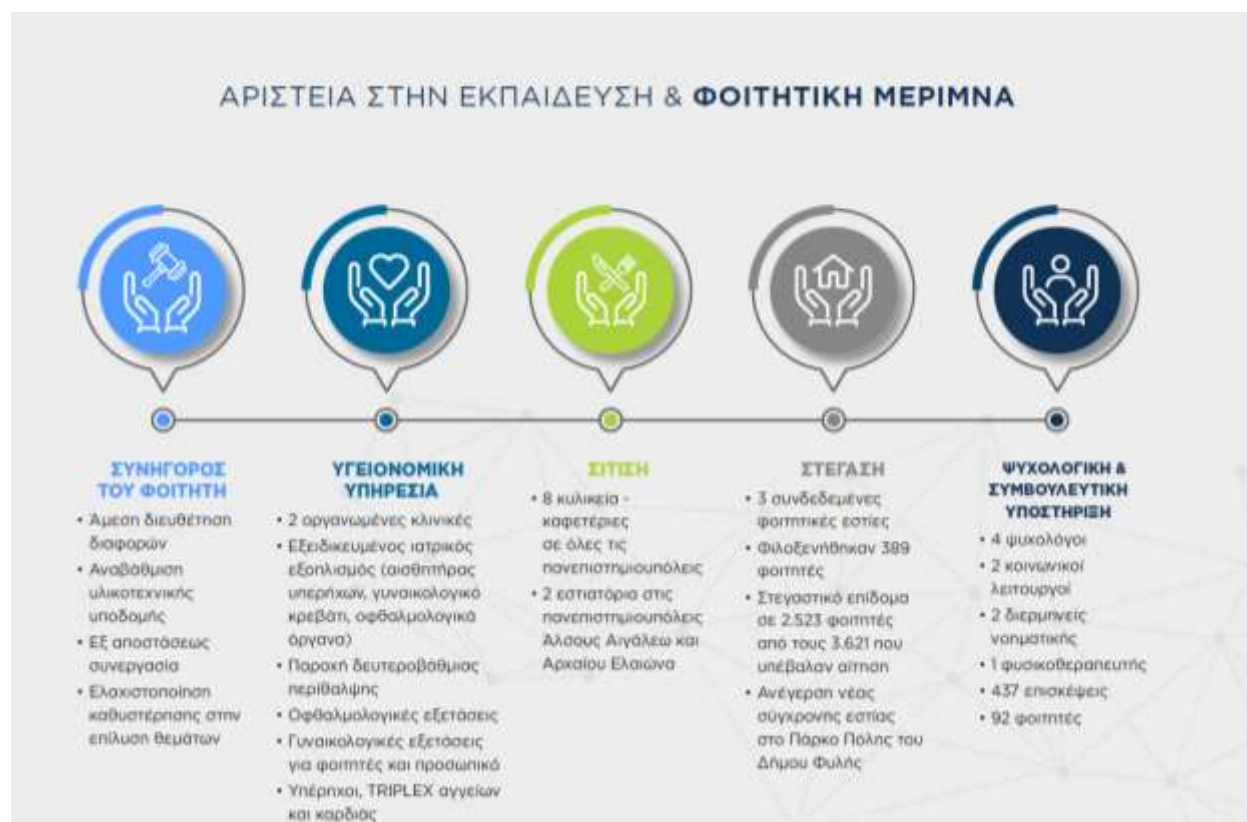 ΑΡΙΣΤΕΙΑ ΣΤΗΝ ΕΚΠΑΙΔΕΥΣΗ & ΦΟΙΤΗΤΙΚΗ ΜΕΡΙΜΝΑ
ΣΥΝΗΓΟΡΟΣ
ΤΟΥ ΦΟΙΤΗΤΗ
• Άμεση διευθέτηση
διαφορών
• Αναβάθμιση
υλικοτεχνικής
υποδομής
• Εξ αποστάσεως
συνεργασία
• Ελαχιστοποίηση
καθυστέρησης στην
επίλυση θεμάτων
ΥΓΕΙΟΝΟΜΙΚΗ
ΥΠΗΡΕΣΙΑ
• 2 οργανωμένες κλινικές
• Εξειδικευμένος ιατρικός
εξοπλισμός (αισθητήρας
υπερήχων, γυναικολογικό
κρεβάτι, οφθαλμολογικά
όργανα)
• Παροχή δευτεροβάθμιας
περίθαλψης
• Οφθαλμολογικές εξετάσεις
• Γυναικολογικές εξετάσεις
για φοιτητές και προσωπικό
• Υπέρηχοι, TRIPLEX αγγείων
και καρδιάς
ΣΙΤΙΣΗ
• 8 κυλικεία -
καφετέριες
σε όλες τις
πανεπιστημιουπόλεις
• 2 εστιατόρια στις
πανεπιστημιουπόλεις
Άλσους Αιγάλεω και
Αρχαίου Ελαιώνα
ΣΤΕΓΑΣΗ
• 3 συνδεδεμένες
φοιτητικές εστίες
• Φιλοξενήθηκαν 389
φοιτητές
• Στεγαστικό επίδομα
σε 2.523 φοιτητές
από τους 3.621 που
υπέβαλαν αίτηση
• Ανέγερση νέας
σύγχρονης εστίας
στο Πάρκο Πόλης του
Δήμου Φυλής
ΨΥΧΟΛΟΓΙΚΗ &
ΣΥΜΒΟΥΛΕΥΤΙΚΗ
ΥΠΟΣΤΗΡΙΞΗ
• 4 ψυχολόγοι
• 2 κοινωνικοί
λειτουργοί
• 2 διερμηνείς
νοηματικής
• 1 φυσικοθεραπευτής
• 437 επισκέψεις
• 92 φοιτητές